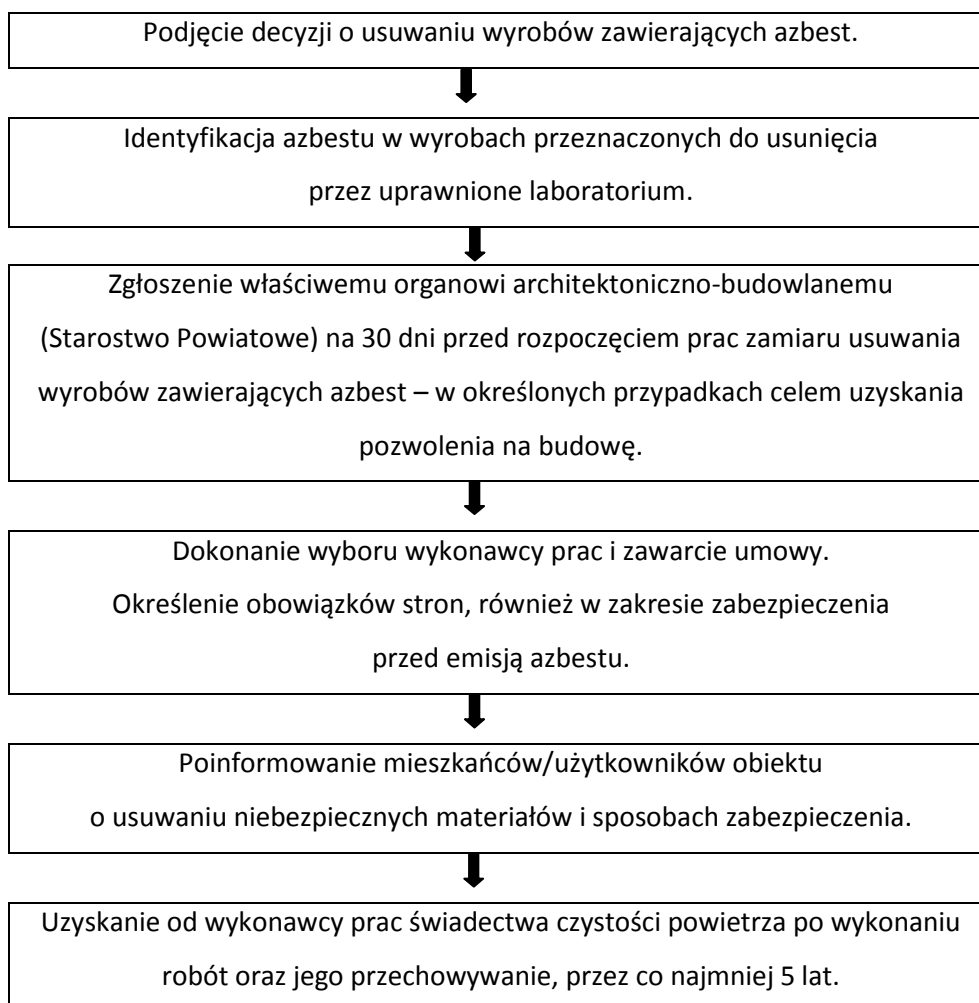 Podjęcie decyzji o usuwaniu wyrobów zawierających azbest.
Identyfikacja azbestu w wyrobach przeznaczonych do usunięcia
przez uprawnione laboratorium.
Zgłoszenie właściwemu organowi architektoniczno-budowlanemu
(Starostwo Powiatowe) na 30 dni przed rozpoczęciem prac zamiaru usuwania
wyrobów zawierających azbest – w określonych przypadkach celem uzyskania
pozwolenia na budowę.
Dokonanie wyboru wykonawcy prac i zawarcie umowy.
Określenie obowiązków stron, również w zakresie zabezpieczenia
przed emisją azbestu.
Poinformowanie mieszkańców/użytkowników obiektu
o usuwaniu niebezpiecznych materiałów i sposobach zabezpieczenia.
Uzyskanie od wykonawcy prac świadectwa czystości powietrza po wykonaniu
robót oraz jego przechowywanie, przez co najmniej 5 lat.